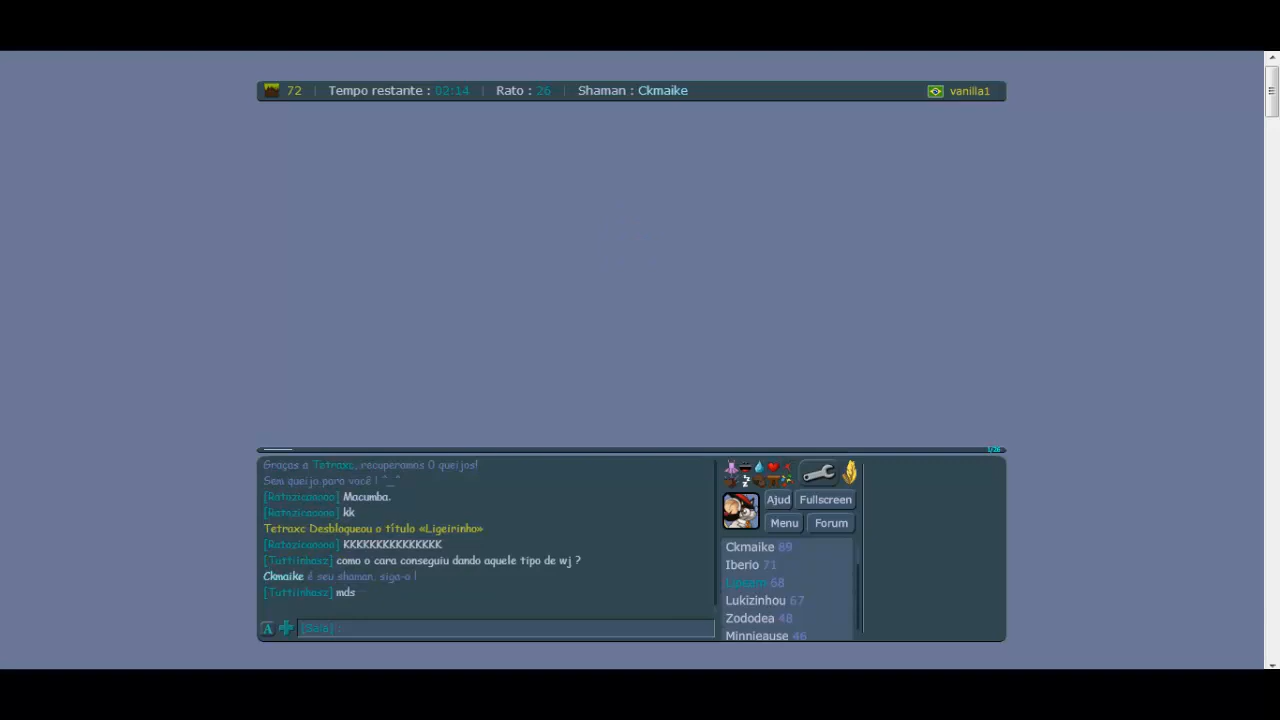 72 | Tempo restante : 02:14 | Rato : 26 | Shaman : Ckmaike
vanilla1
1/26
Graças a Tetraxc, recuperamos 0 queijos!
Sem queijo para você ! ^_^
[Ratazicaoooo] Macumba.
[Ratazicaoooo] kk
Tetraxc Desbloqueou o título «Ligeirinho»
[Ratazicaoooo] KKKKKKKKKKKKKKK
[Tuttiinhasz] como o cara conseguiu dando aquele tipo de wj ?
Ckmaike é seu shaman, siga-o !
[Tuttiinhasz] mds
A
[Sala] :
Ajud
Fullscreen
Menu
Forum
Ckmaike 89
Iberio 71
68
Lukizinhou 67
Zododea 48
Minnieause 46